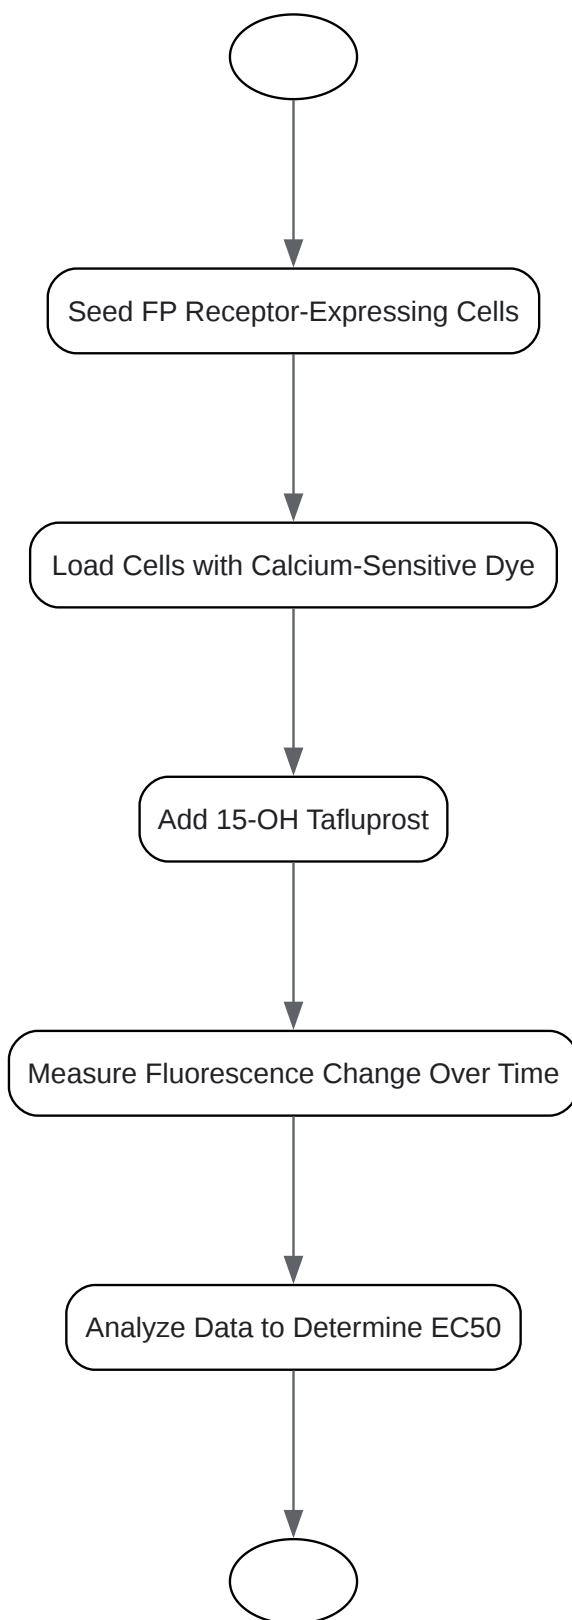 Seed FP Receptor-Expressing Cells
Load Cells with Calcium-Sensitive Dye
Add 15-OH Tafluprost
Measure Fluorescence Change Over Time
Analyze Data to Determine EC50